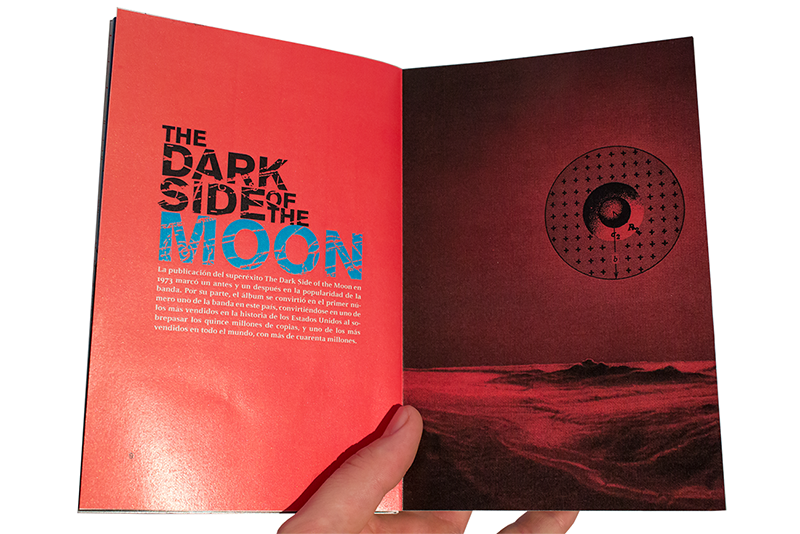 THE
DARK
SIDE OF THE
MOON
La publicación del superéxito The Dark Side of the Moon en
1973 marcó un antes y un después en la popularidad de la
banda. Por su parte, el álbum se convirtió en el primer nú-
mero uno de la banda en este país, convirtiéndose en uno de
los más vendidos en la historia de los Estados Unidos al so-
brepasar los quince millones de copias, y uno de los más
vendidos en todo el mundo, con más de cuarenta millones.